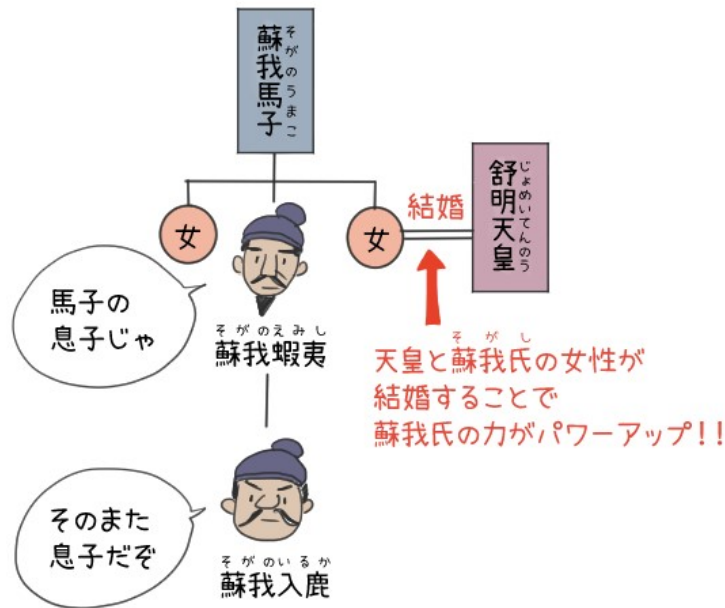 蘇我馬子
そがのうまこ
舒明天皇
じょめいてんのう
結婚
女
女
馬子の
息子じゃ
そがのえみし
蘇我蝦夷
そがし
天皇と蘇我氏の女性が
結婚することで
蘇我氏の力がパワーアップ!!
そのまた
息子だぞ
そがのいるか
蘇我入鹿